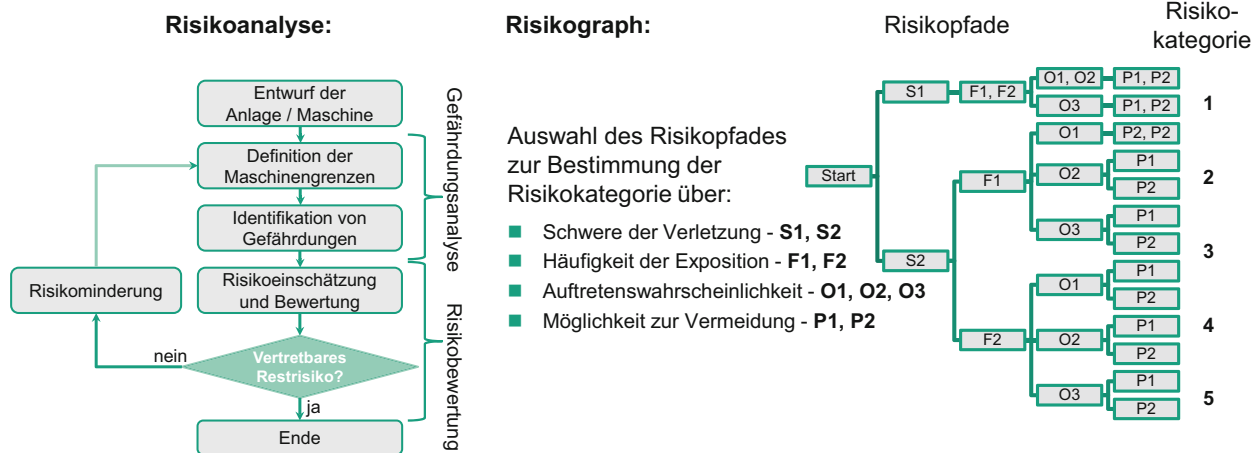 Risikoanalyse:
Entwurf der
Anlage / Maschine
Definition der
Maschinengrenzen
Identifikation von
Gefährdungen
Risikoeinschätzung
und Bewertung
Risikominderung
nein
Vertretbares
Restrisiko?
ja
Ende
Gefährdungsanalyse
Risikobewertung
Risikograph:
Auswahl des Risikopfades
zur Bestimmung der
Risikokategorie über:
Schwere der Verletzung - S1, S2
Häufigkeit der Exposition - F1, F2
Auftretenswahrscheinlichkeit - O1, O2, O3
Möglichkeit zur Vermeidung - P1, P2
Risikopfade
Risiko-
kategorie
Start
S1
F1, F2
O1, O2
P1, P2
O3
P1, P2
1
S2
F1
O1
P2, P2
O2
P1
P2
2
O3
P1
P2
3
F2
O1
P1
P2
O2
P1
P2
4
O3
P1
P2
5